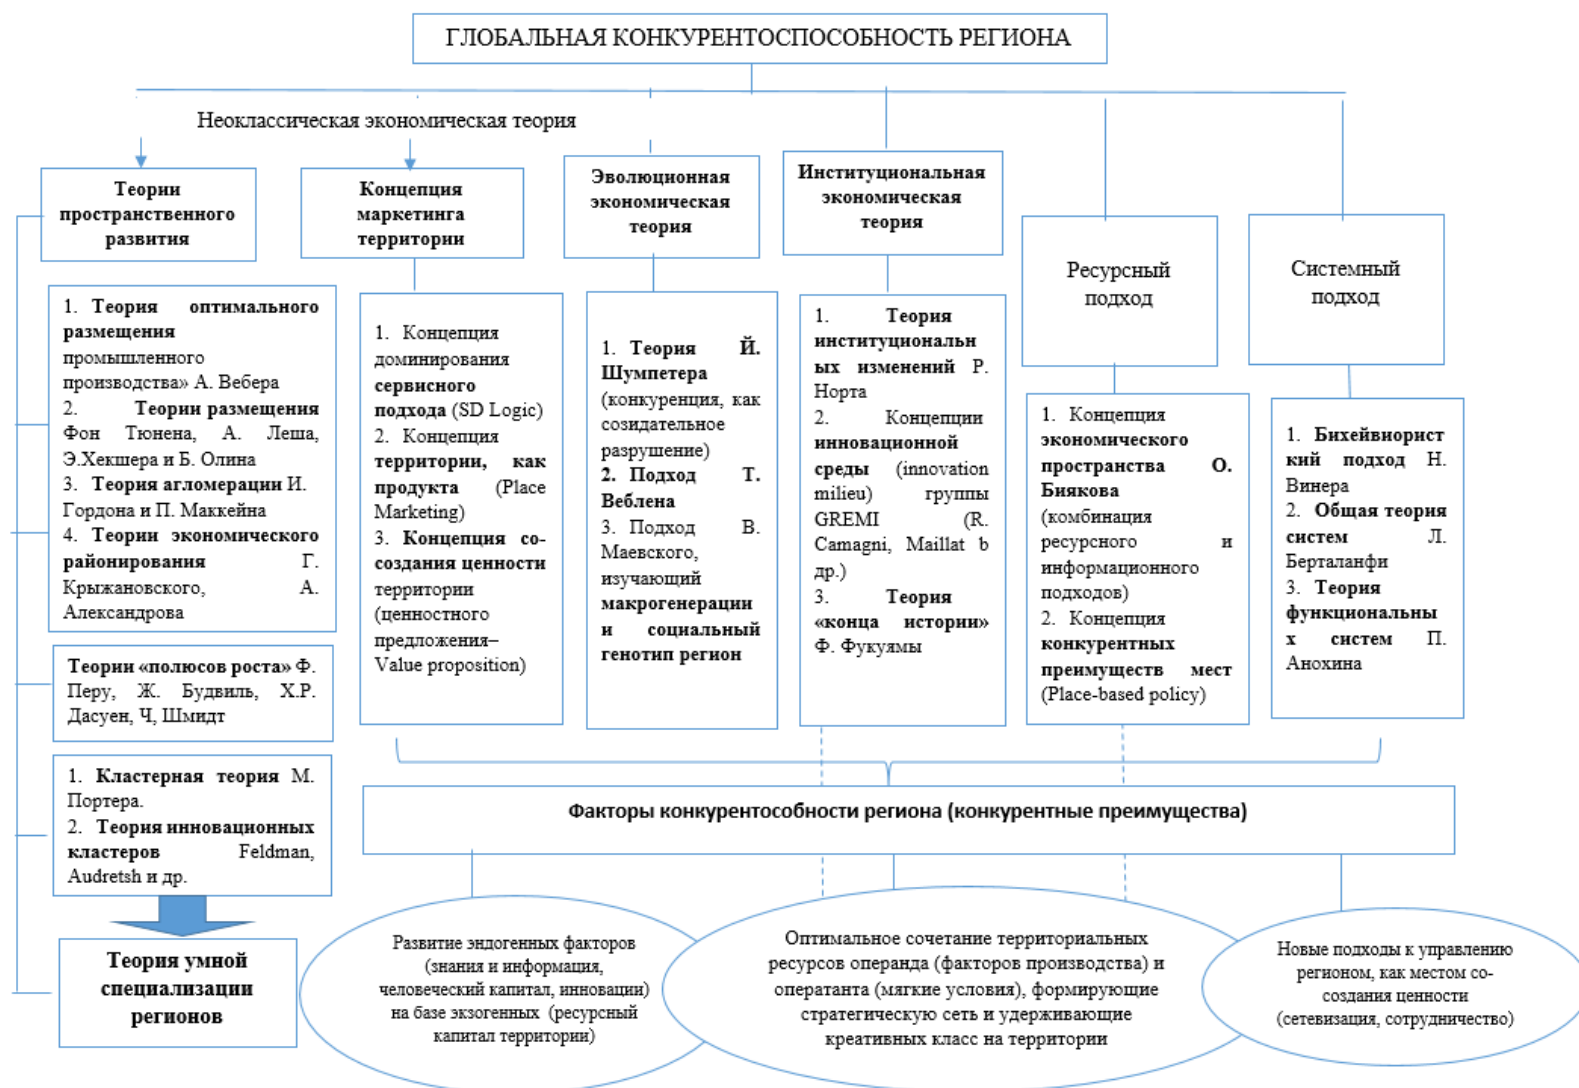 ГЛОБАЛЬНАЯ КОНКУРЕНТОСПОСОБНОСТЬ РЕГИОНА
Неоклассическая экономическая теория
Теории
пространственного
развития
Концепция
маркетинга
территории
Эволюционная
экономическая
теория
Институциональная
экономическая
теория
Ресурсный
подход
Системный
подход
1. Теория оптимального
размещения
промышленного
производства» А. Вебера
2. Теории размещения
Фон Тюнена, А. Леша,
Э.Хекшера и Б. Олина
3. Теория агломерации И.
Гордона и П. Маккейна
4. Теории экономического
районирования Г.
Крыжановского, А.
Александрова
Теории «полюсов роста» Ф.
Перу, Ж. Будвиль, Х.Р.
Дасуен, Ч, Шмидт
1. Кластерная теория М.
Портера.
2. Теория инновационных
кластеров Feldman,
Audretsh и др.
Теория умной
специализации
регионов
1. Концепция
доминирования
сервисного
подхода (SD Logic)
2. Концепция
территории, как
продукта (Place
Marketing)
3. Концепция со-
создания ценности
территории
(ценностного
предложения–
Value proposition)
1. Теория Й.
Шумпетера
(конкуренция, как
созидательное
разрушение)
2. Подход Т.
Веблена
3. Подход В.
Маевского,
изучающий
макрогенерации
и социальный
генотип регион
1. Теория
институциональн
ых изменений Р.
Норта
2. Концепции
инновационной
среды (innovation
milieu) группы
GREMI (R.
Camagni, Maillat b
др.)
3. Теория
«конца истории»
Ф. Фукуямы
1. Концепция
экономического
пространства О.
Биякова
(комбинация
ресурсного и
информационного
подходов)
2. Концепция
конкурентных
преимуществ мест
(Place-based policy)
1. Бихейвиорист
ский подход Н.
Винера
2. Общая теория
систем Л.
Берталанфи
3. Теория
функциональны
х систем П.
Анохина
Факторы конкурентособности региона (конкурентные преимущества)
Развитие эндогенных факторов
(знания и информация,
человеческий капитал, инновации)
на базе экзогенных (ресурсный
капитал территории)
Оптимальное сочетание территориальных
ресурсов операнда (факторов производства) и
оператанта (мягкие условия), формирующие
стратегическую сеть и удерживающие
креативных класс на территории
Новые подходы к управлению
регионом, как местом со-
создания ценности
(сетевизация, сотрудничество)